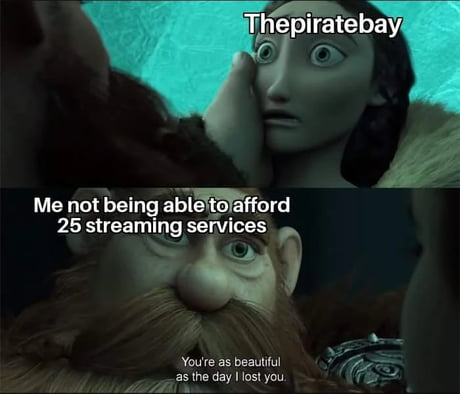 Thepiratebay
Me not being able to afford
25 streaming services
You're as beautiful
as the day I lost you.